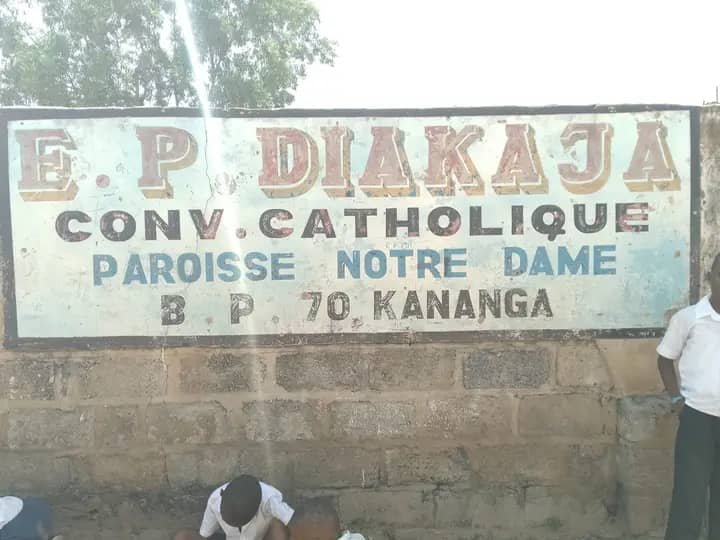 E.P. DIAKAJA
CONV. CATHOLIQUE
PAROISSE NOTRE DAME
B P 70 KANANGA